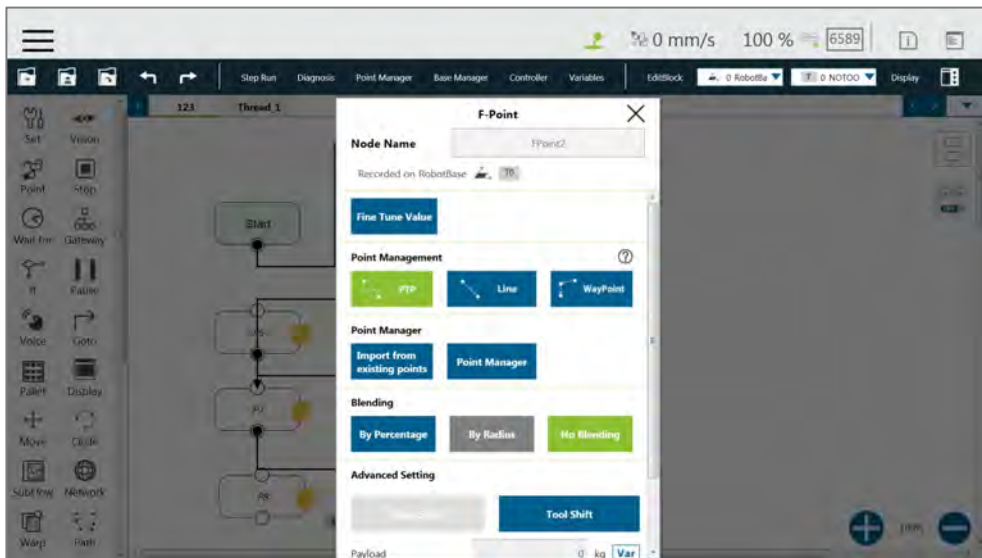 0 mm/s 100 % 6589
Step Run Diagnosis Point Manager Base Manager Controller Variables EditBlock 0 RobotBa T 0 NOTOO Display
123 Thread_1
F-Point
Node Name FPoint2
Recorded on RobotBase T0
Fine Tune Value
Point Management
PTP Line WayPoint
Point Manager
Import from
existing points
Point Manager
Blending
By Percentage By Radius No Blending
Advanced Setting
Tool Shift
Payload 0 kg Var
Set Vision
Point Stop
Wait for Gateway
If Pause
Voice Goto
Pallet Display
Move Circle
SubFlow Network
Warp Path
Start